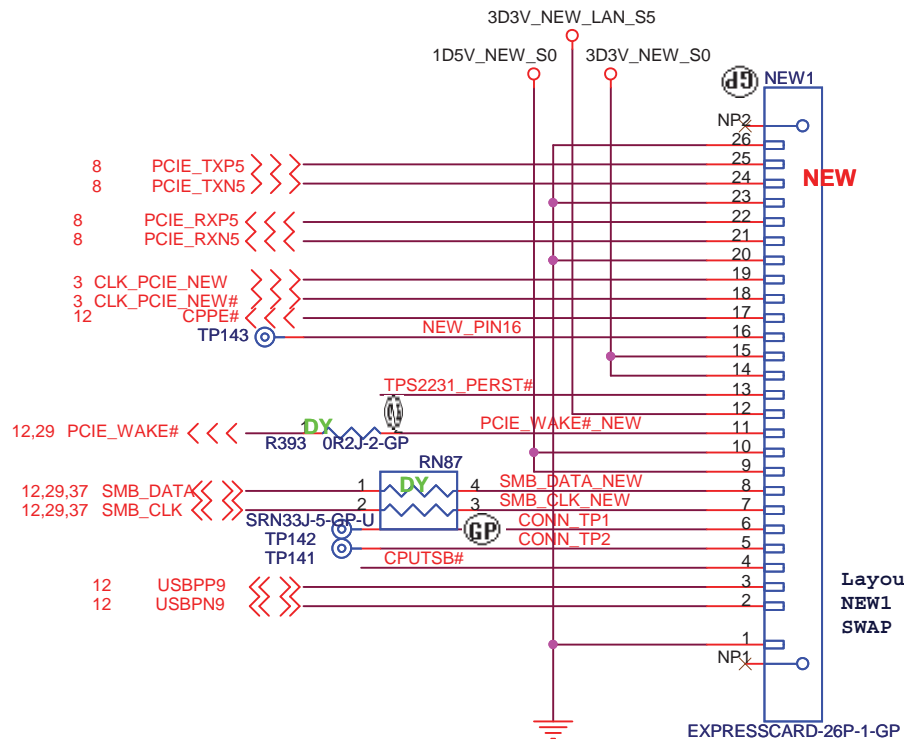 3D3V_NEW_LAN_S5
1D5V_NEW_S0 3D3V_NEW_S0
GP NEW1
NP2
26
8 PCIE_TXP5 25
8 PCIE_TXN5 24
NEW
23
8 PCIE_RXP5 22
8 PCIE_RXN5 21
20
3 CLK_PCIE_NEW 19
3 CLK_PCIE_NEW# 18
12 CPPE# 17
TP143 NEW_PIN16 16
15
14
TPS2231_PERST# 13
12
12,29 PCIE_WAKE# 1 DY PCIE_WAKE#_NEW 11
R393 0R2J-2-GP
10
RN87 9
12,29,37 SMB_DATA 1 DY 4 SMB_DATA_NEW 8
12,29,37 SMB_CLK 2 3 SMB_CLK_NEW 7
SRN33J-5-GP-U GP CONN_TP1 6
TP142 CONN_TP2 5
TP141 CPUTSB# 4
12 USBPP9 3
12 USBPN9 2
Layou
NEW1
SWAP
1
NP1
EXPRESSCARD-26P-1-GP